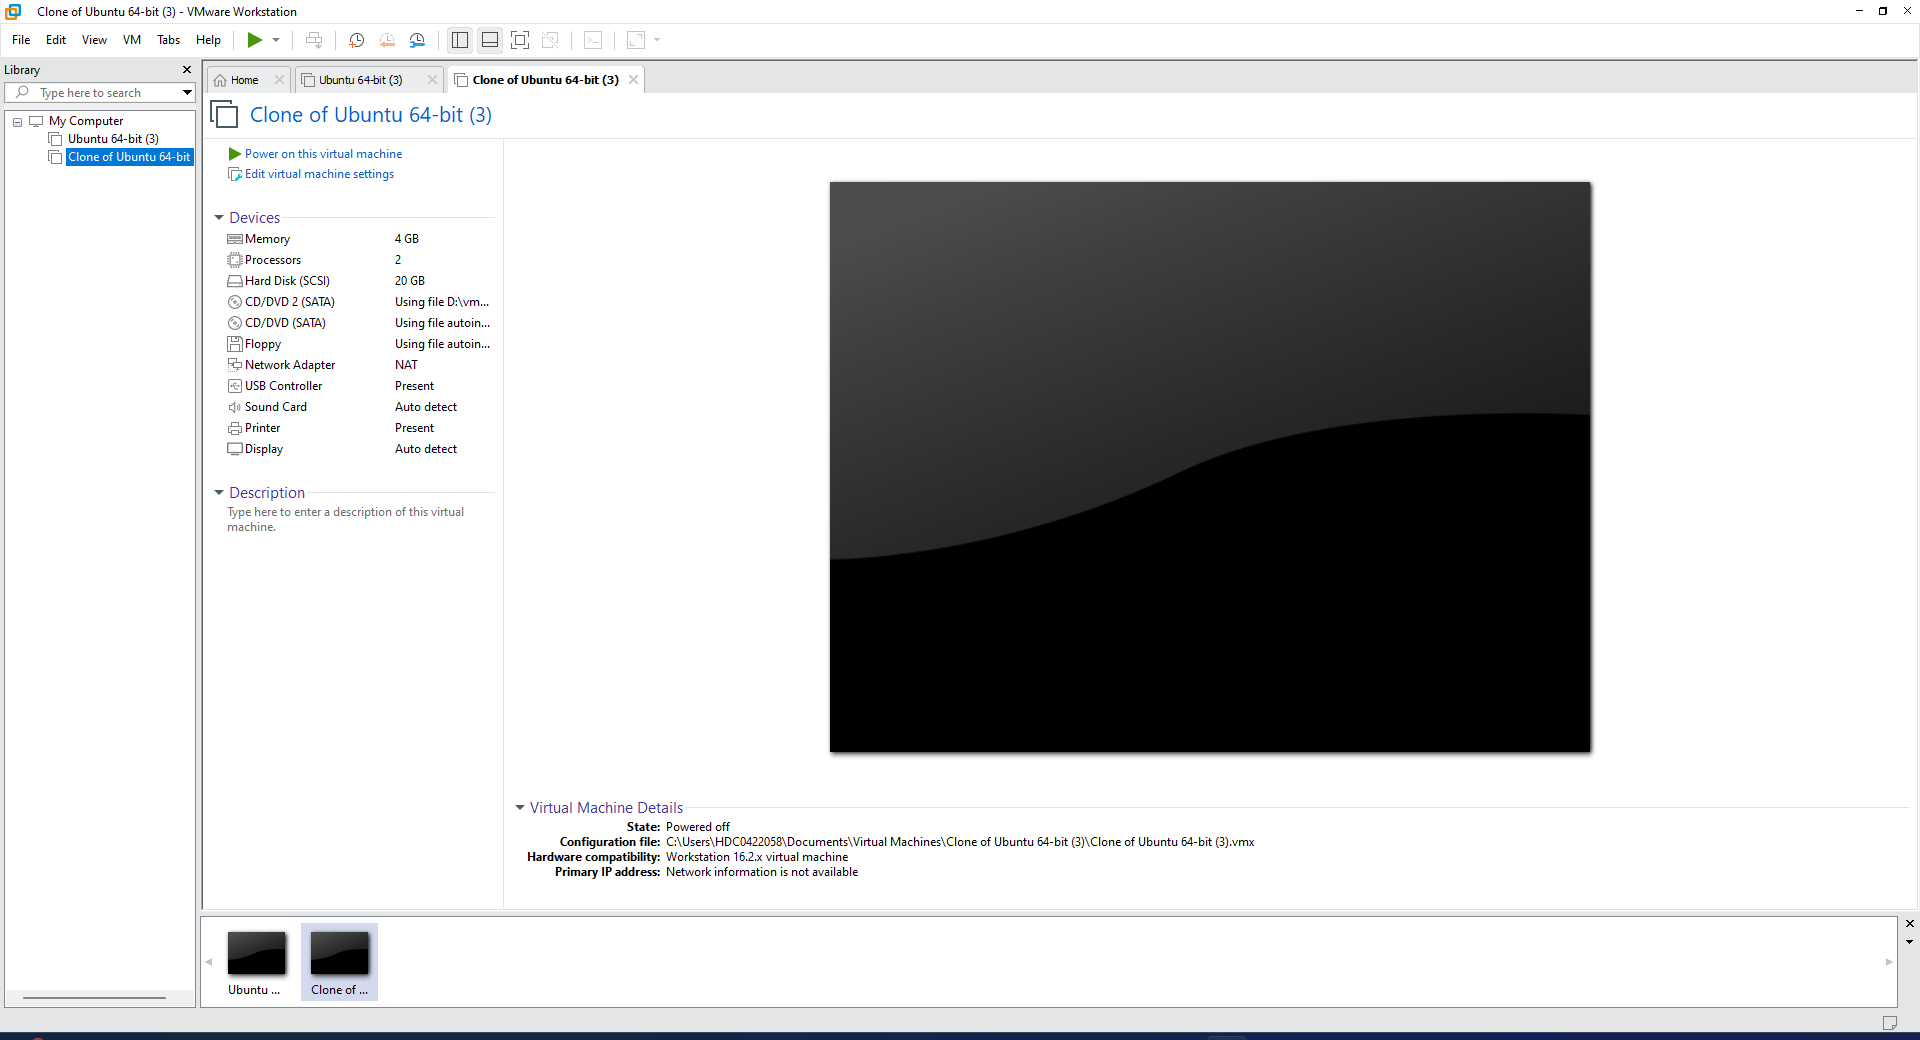 Clone of Ubuntu 64-bit (3) - VMware Workstation
File Edit View VM Tabs Help
Library
Type here to search
My Computer
Ubuntu 64-bit (3)
Clone of Ubuntu 64-bit
Home
Ubuntu 64-bit (3)
Clone of Ubuntu 64-bit (3)
Clone of Ubuntu 64-bit (3)
Power on this virtual machine
Edit virtual machine settings
Devices
Memory 4 GB
Processors 2
Hard Disk (SCSI) 20 GB
CD/DVD 2 (SATA) Using file D:\vm...
CD/DVD (SATA) Using file autoin...
Floppy Using file autoin...
Network Adapter NAT
USB Controller Present
Sound Card Auto detect
Printer Present
Display Auto detect
Description
Type here to enter a description of this virtual
machine.
Virtual Machine Details
State: Powered off
Configuration file: C:\Users\HDC0422058\Documents\Virtual Machines\Clone of Ubuntu 64-bit (3)\Clone of Ubuntu 64-bit (3).vmx
Hardware compatibility: Workstation 16.2.x virtual machine
Primary IP address: Network information is not available
Ubuntu ...
Clone of ...